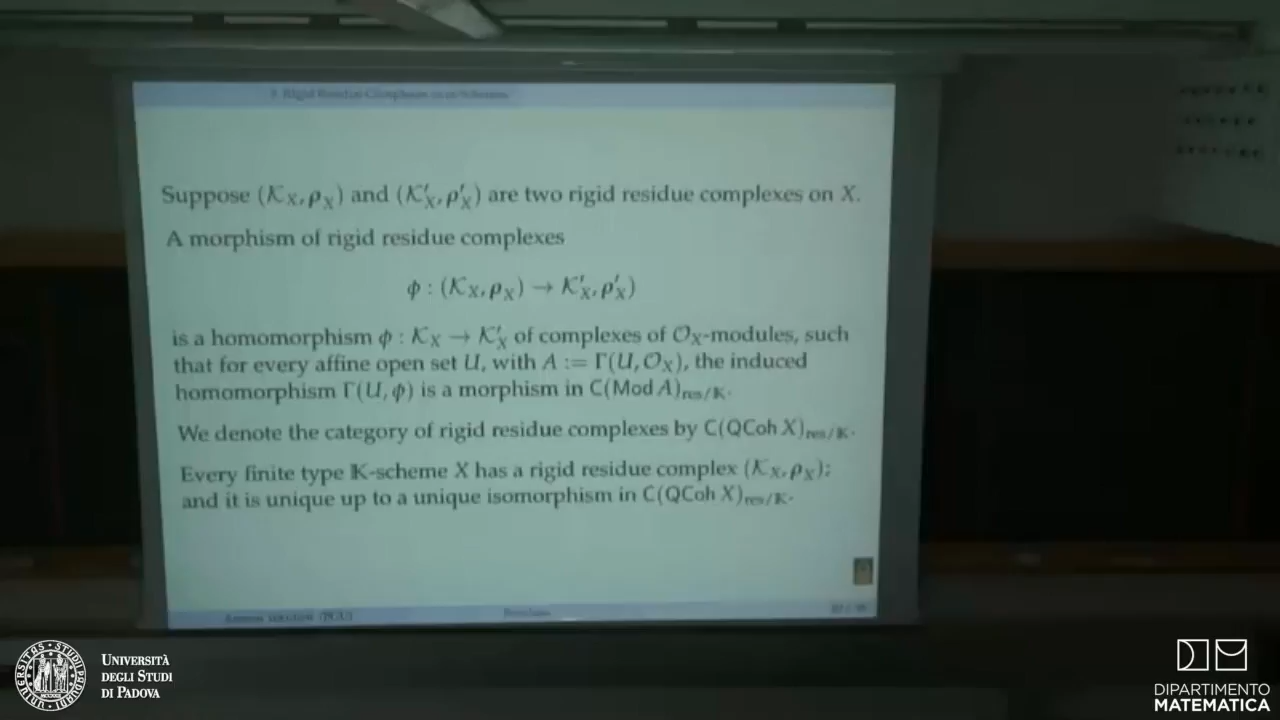 Rigid Residue Complexes
Suppose (𝒦_X, ρ_X) and (𝒦′_X, ρ′_X) are two rigid residue complexes on X.
A morphism of rigid residue complexes
ϕ : (𝒦_X, ρ_X) → 𝒦′_X, ρ′_X)
is a homomorphism ϕ : 𝒦_X → 𝒦′_X of complexes of 𝒪_X-modules, such
that for every affine open set U, with A := Γ(U, 𝒪_X), the induced
homomorphism Γ(U, ϕ) is a morphism in C(Mod A)_res/𝕂.
We denote the category of rigid residue complexes by C(QCoh X)_res/𝕂.
Every finite type 𝕂-scheme X has a rigid residue complex (𝒦_X, ρ_X);
and it is unique up to a unique isomorphism in C(QCoh X)_res/𝕂.
UNIVERSITÀ
DEGLI STUDI
DI PADOVA
DIPARTIMENTO
MATEMATICA